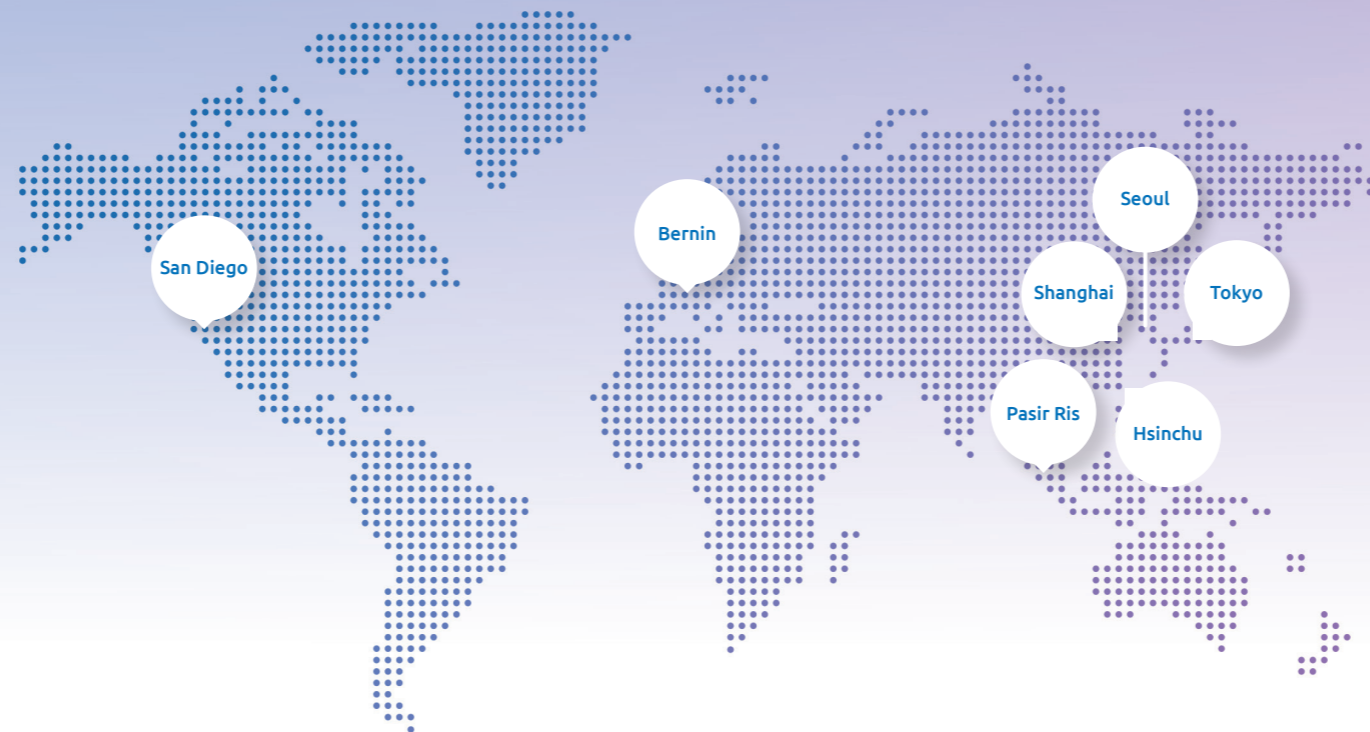 Seoul
Bernin
San Diego
Shanghai
Tokyo
Pasir Ris
Hsinchu